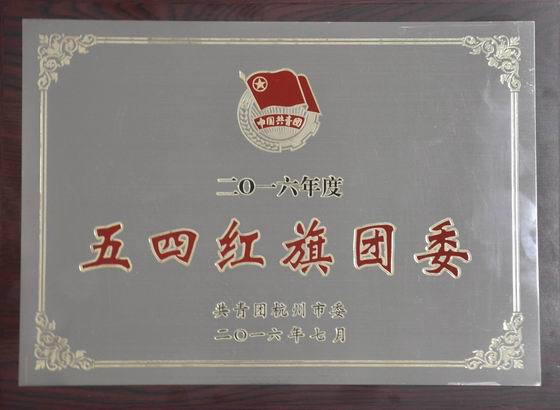 中国共青团
二〇一六年度
五四红旗团委
共青团杭州市委
二〇一六年七月